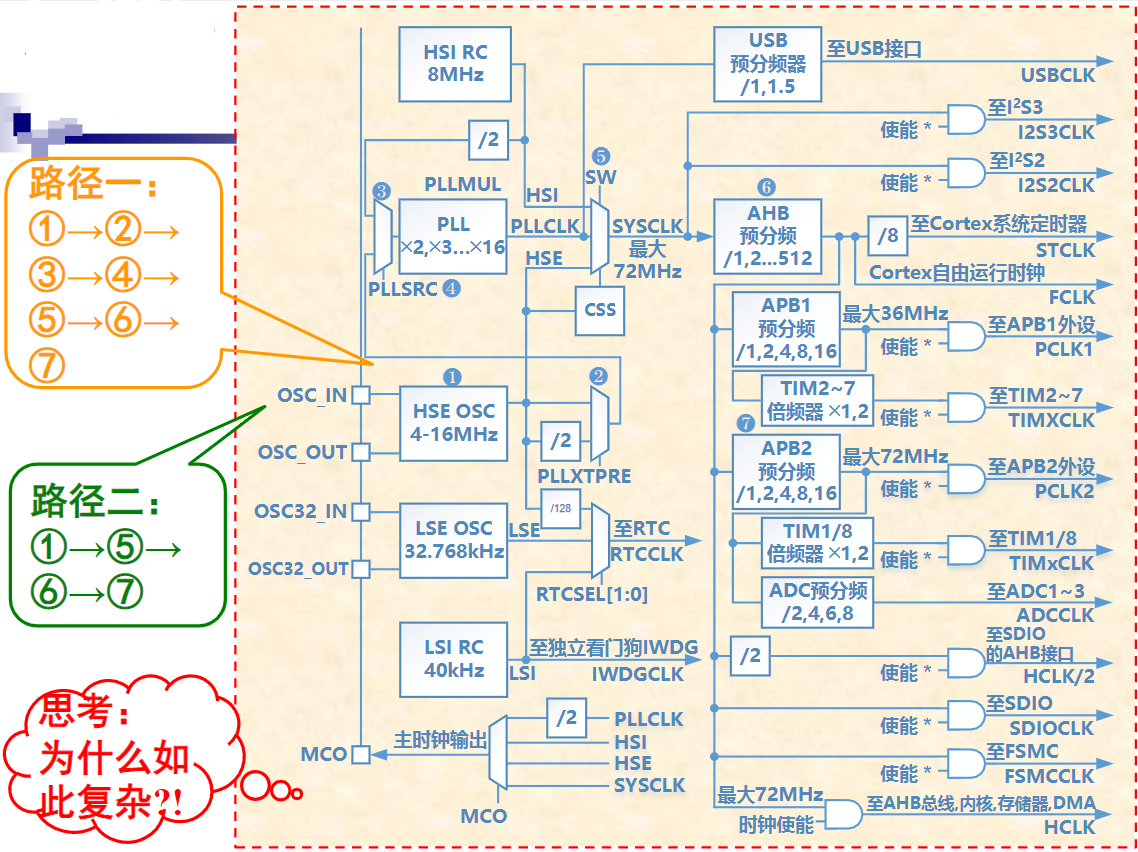 路径一：
①→②→
③→④→
⑤→⑥→
⑦
路径二：
①→⑤→
⑥→⑦
思考：
为什么如
此复杂?!
HSI RC
8MHz
/2
❸
PLLMUL
PLL
×2,×3…×16
PLLSRC ❹
HSI
PLLCLK
HSE
❺
SW
SYSCLK
最大
72MHz
CSS
USB
预分频器
/1,1.5
至USB接口
USBCLK
至I²S3
使能 *
I2S3CLK
至I²S2
使能 *
I2S2CLK
❻
AHB
预分频
/1,2…512
/8
至Cortex系统定时器
STCLK
Cortex自由运行时钟
FCLK
APB1
预分频
/1,2,4,8,16
最大36MHz
使能 *
至APB1外设
PCLK1
TIM2~7
倍频器 ×1,2
使能 *
至TIM2~7
TIMXCLK
❼
APB2
预分频
/1,2,4,8,16
最大72MHz
使能 *
至APB2外设
PCLK2
TIM1/8
倍频器 ×1,2
使能 *
至TIM1/8
TIMxCLK
ADC预分频
/2,4,6,8
至ADC1~3
ADCCLK
/2
使能 *
至SDIO
的AHB接口
HCLK/2
使能 *
至SDIO
SDIOCLK
使能 *
至FSMC
FSMCCLK
最大72MHz
时钟使能
至AHB总线,内核,存储器,DMA
HCLK
OSC_IN
OSC_OUT
❶
HSE OSC
4-16MHz
❷
/2
PLLXTPRE
OSC32_IN
OSC32_OUT
LSE OSC
32.768kHz
LSE
/128
至RTC
RTCCLK
RTCSEL[1:0]
LSI RC
40kHz
LSI
至独立看门狗IWDG
IWDGCLK
MCO
主时钟输出
/2
PLLCLK
HSI
HSE
SYSCLK
MCO